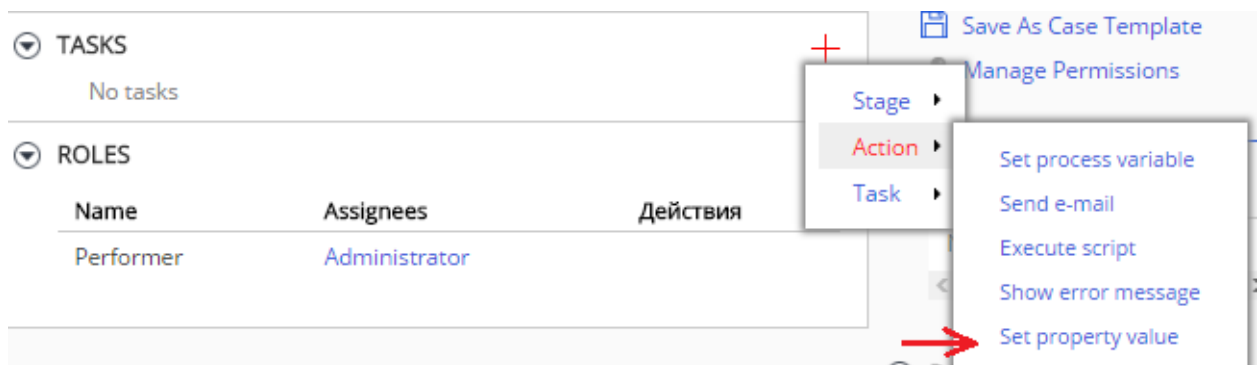 TASKS
No tasks
ROLES
Name Assignees Действия
Performer Administrator
Save As Case Template
Manage Permissions
Stage
Action
Task
Set process variable
Send e-mail
Execute script
Show error message
Set property value